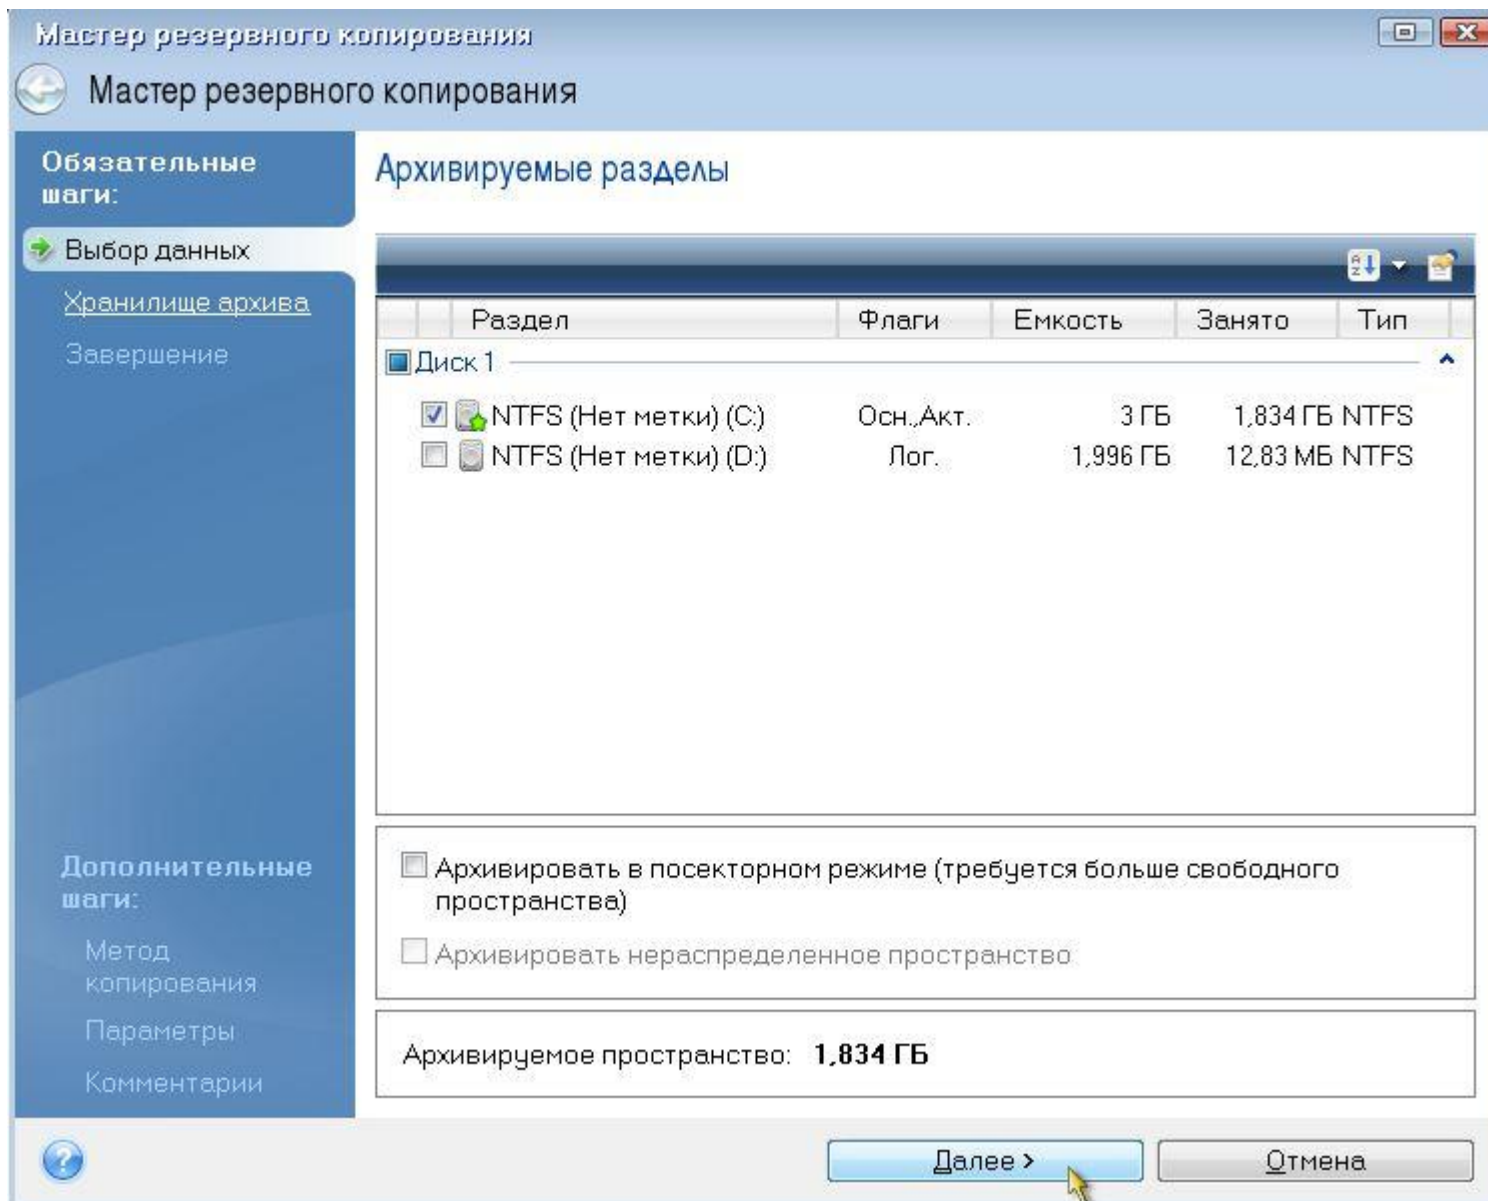 Мастер резервного копирования
Мастер резервного копирования
Обязательные
шаги:
Выбор данных
Хранилище архива
Завершение
Дополнительные
шаги:
Метод
копирования
Параметры
Комментарии
Архивируемые разделы
Раздел Флаги Емкость Занято Тип
Диск 1
NTFS (Нет метки) (C:) Осн.,Акт. 3 ГБ 1,834 ГБ NTFS
NTFS (Нет метки) (D:) Лог. 1,996 ГБ 12,83 МБ NTFS
Архивировать в посекторном режиме (требуется больше свободного
пространства)
Архивировать нераспределенное пространство
Архивируемое пространство: 1,834 ГБ
Далее >
Отмена